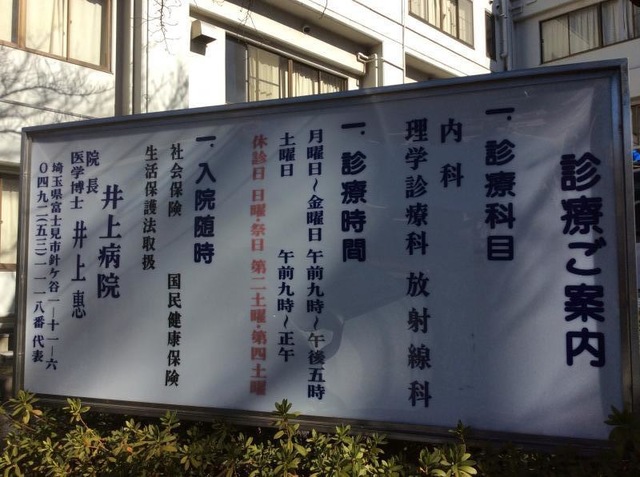 診療ご案内
一.診療科目
内科
理学診療科 放射線科
一.診療時間
月曜日〜金曜日 午前九時〜午後五時
土曜日 午前九時〜正午
休診日 日曜・祭日 第二土曜・第四土曜
一.入院随時
社会保険 国民健康保険
生活保護法取扱
井上病院
院長
医学博士 井上恵
埼玉県富士見市針ケ谷一ー十一ー六
〇四九二(五三)一一一八番 代表